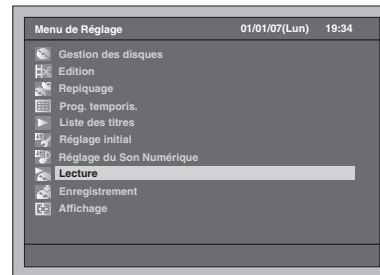 Menu de Réglage 01/01/07(Lun) 19:34
Gestion des disques
Edition
Repiquage
Prog. temporis.
Liste des titres
Réglage initial
Réglage du Son Numérique
Lecture
Enregistrement
Affichage